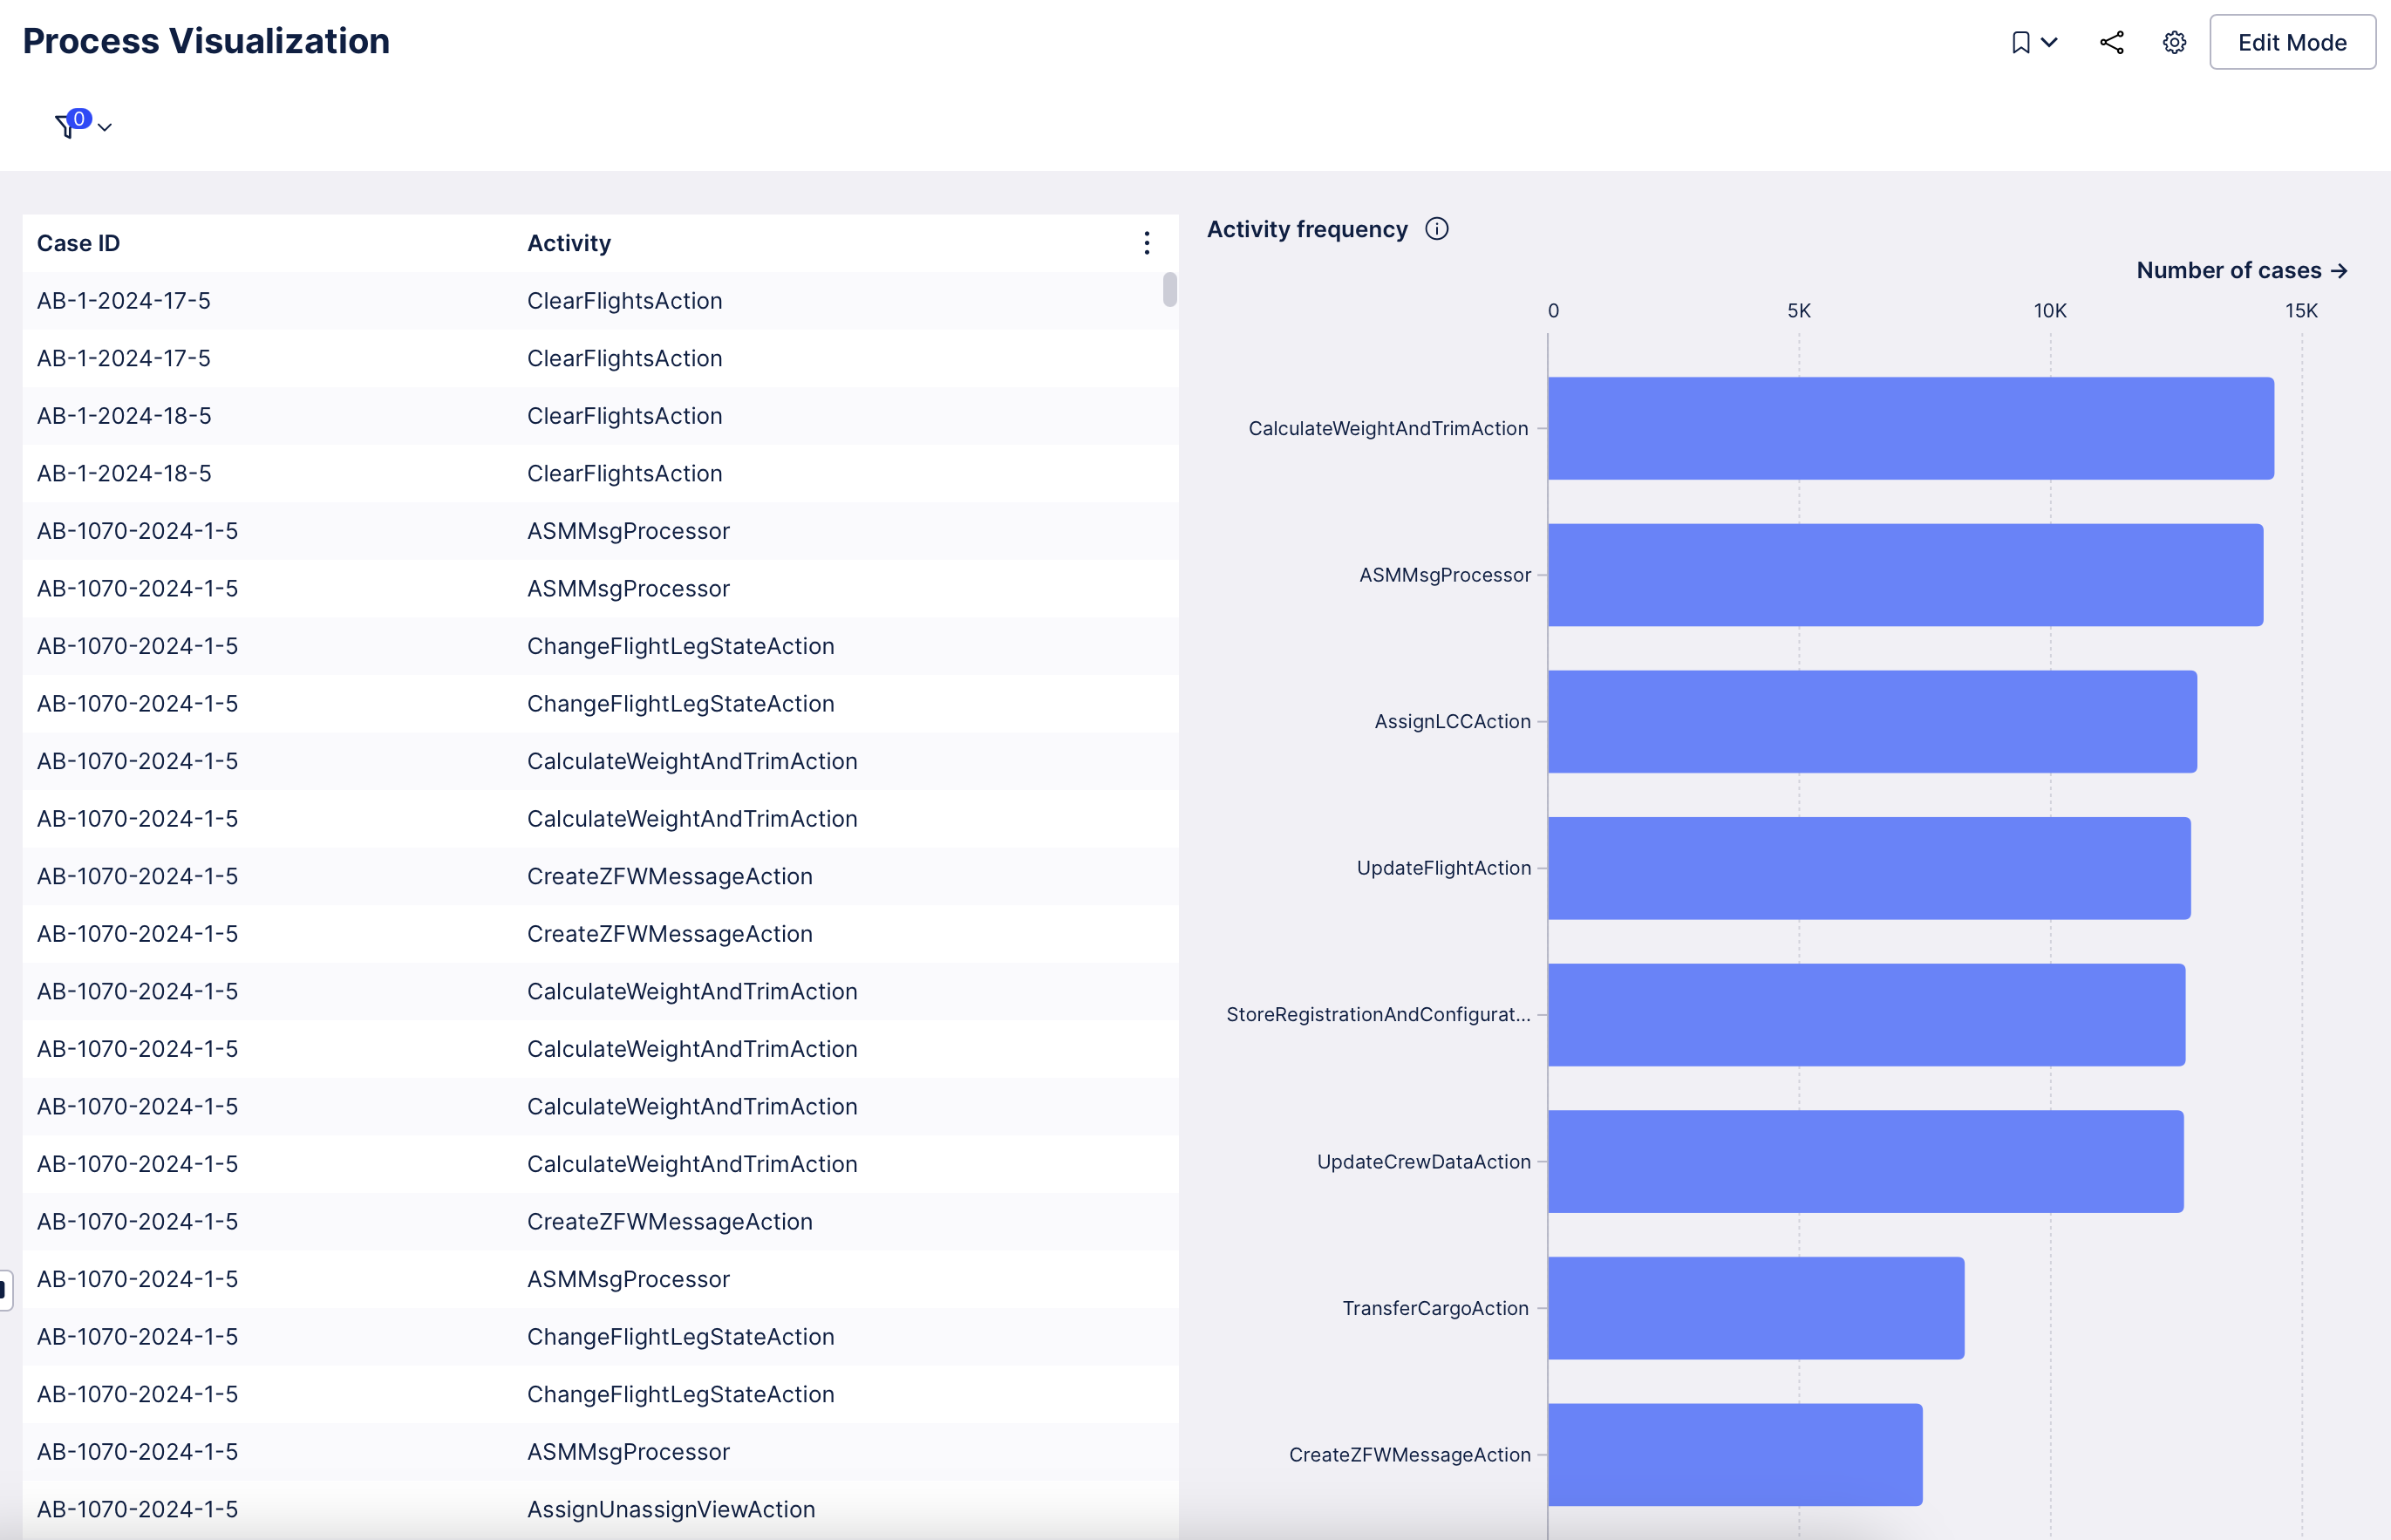 Process Visualization
Edit Mode
0
Case ID Activity
AB-1-2024-17-5 ClearFlightsAction
AB-1-2024-17-5 ClearFlightsAction
AB-1-2024-18-5 ClearFlightsAction
AB-1-2024-18-5 ClearFlightsAction
AB-1070-2024-1-5 ASMMsgProcessor
AB-1070-2024-1-5 ASMMsgProcessor
AB-1070-2024-1-5 ChangeFlightLegStateAction
AB-1070-2024-1-5 ChangeFlightLegStateAction
AB-1070-2024-1-5 CalculateWeightAndTrimAction
AB-1070-2024-1-5 CalculateWeightAndTrimAction
AB-1070-2024-1-5 CreateZFWMessageAction
AB-1070-2024-1-5 CreateZFWMessageAction
AB-1070-2024-1-5 CalculateWeightAndTrimAction
AB-1070-2024-1-5 CalculateWeightAndTrimAction
AB-1070-2024-1-5 CalculateWeightAndTrimAction
AB-1070-2024-1-5 CalculateWeightAndTrimAction
AB-1070-2024-1-5 CreateZFWMessageAction
AB-1070-2024-1-5 ASMMsgProcessor
AB-1070-2024-1-5 ChangeFlightLegStateAction
AB-1070-2024-1-5 ChangeFlightLegStateAction
AB-1070-2024-1-5 ASMMsgProcessor
AB-1070-2024-1-5 AssignUnassignViewAction
Activity frequency
Number of cases →
0 5K 10K 15K
CalculateWeightAndTrimAction
ASMMsgProcessor
AssignLCCAction
UpdateFlightAction
StoreRegistrationAndConfigurat...
UpdateCrewDataAction
TransferCargoAction
CreateZFWMessageAction